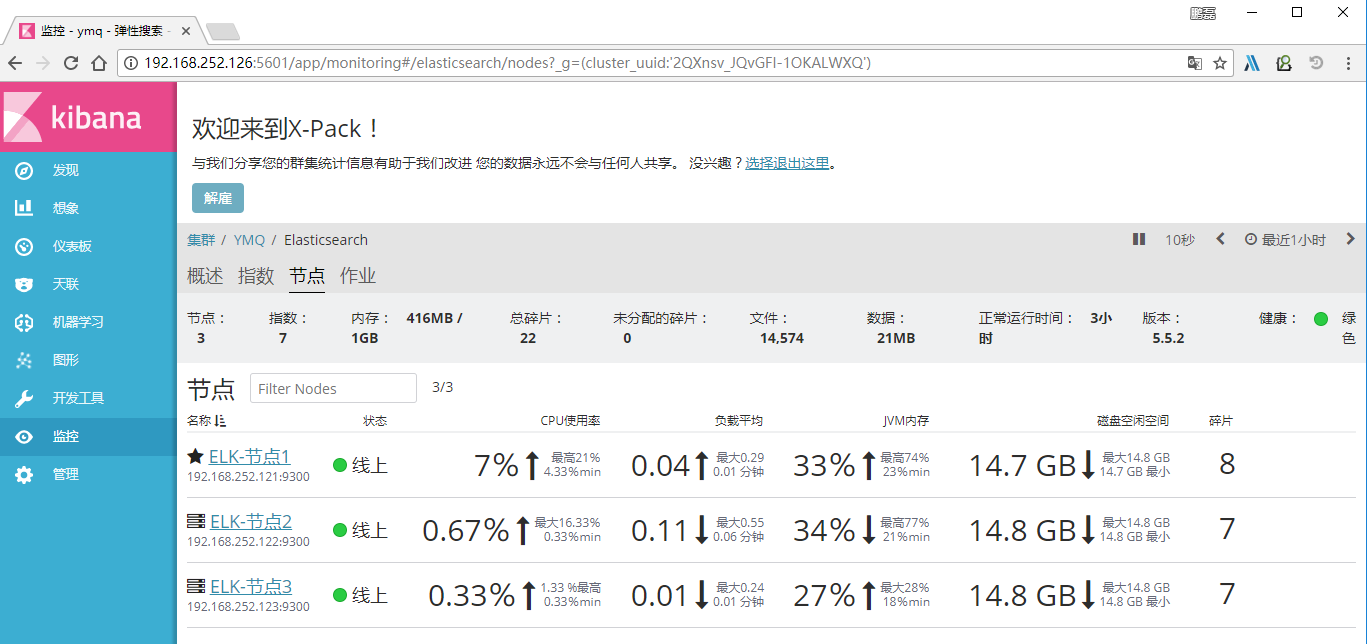 鹏磊
监控 - ymq - 弹性搜索 -
192.168.252.126:5601/app/monitoring#/elasticsearch/nodes?_g=(cluster_uuid:'2QXnsv_JQvGFI-1OKALWXQ')
kibana
发现
想象
仪表板
天联
机器学习
图形
开发工具
监控
管理
欢迎来到X-Pack！
与我们分享您的群集统计信息有助于我们改进 您的数据永远不会与任何人共享。 没兴趣？选择退出这里。
解雇
集群 / YMQ / Elasticsearch 10秒 最近1小时
概述 指数 节点 作业
节点： 指数： 内存： 416MB / 总碎片： 未分配的碎片： 文件： 数据： 正常运行时间： 3小 版本： 健康： 绿
3 7 1GB 22 0 14,574 21MB 时 5.5.2 色
节点 Filter Nodes 3/3
名称 状态 CPU使用率 负载平均 JVM内存 磁盘空闲空间 碎片
ELK-节点1 线上 7% 最高21% 0.04 最大0.29 33% 最高74% 14.7 GB 最大14.8 GB 8
192.168.252.121:9300 4.33%min 0.01 分钟 23%min 14.7 GB 最小
ELK-节点2 线上 0.67% 最大16.33% 0.11 最大0.55 34% 最高77% 14.8 GB 最大14.8 GB 7
192.168.252.122:9300 0.33%min 0.06 分钟 21%min 14.8 GB 最小
ELK-节点3 线上 0.33% 1.33 %最高 0.01 最大0.24 27% 最大28% 14.8 GB 最大14.8 GB 7
192.168.252.123:9300 0.33%min 0.01 分钟 18%min 14.8 GB 最小